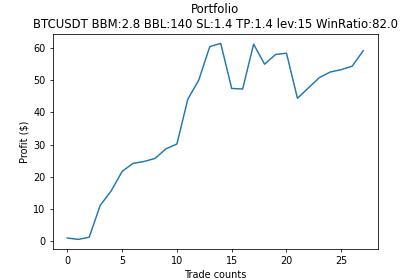 Portfolio
BTCUSDT BBM:2.8 BBL:140 SL:1.4 TP:1.4 lev:15 WinRatio:82.0
Profit ($)
60
50
40
30
20
10
0
0 5 10 15 20 25
Trade counts